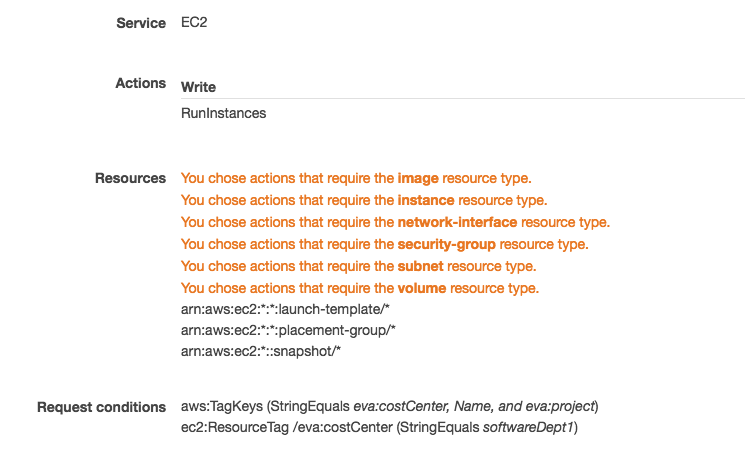 Service EC2
Actions Write
RunInstances
Resources You chose actions that require the image resource type.
You chose actions that require the instance resource type.
You chose actions that require the network-interface resource type.
You chose actions that require the security-group resource type.
You chose actions that require the subnet resource type.
You chose actions that require the volume resource type.
arn:aws:ec2:*:*:launch-template/*
arn:aws:ec2:*:*:placement-group/*
arn:aws:ec2:*::snapshot/*
Request conditions aws:TagKeys (StringEquals eva:costCenter, Name, and eva:project)
ec2:ResourceTag /eva:costCenter (StringEquals softwareDept1)